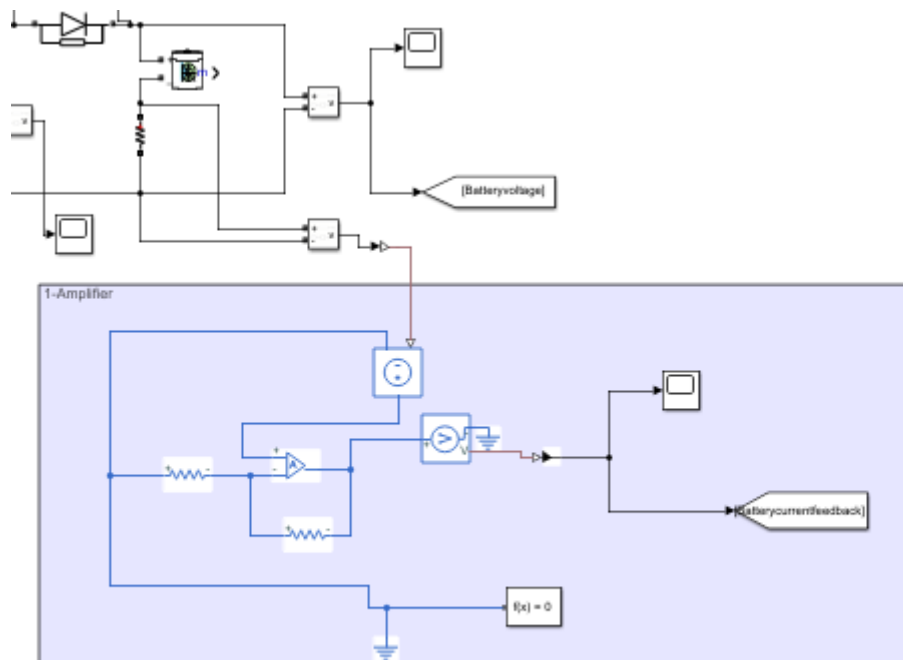 m
+
-
v
[Batteryvoltage]
v
+
-
v
1-Amplifier
-
+
+
-
A
+
-
V
+
V
+
-
[Batterycurrentfeedback]
f(x) = 0